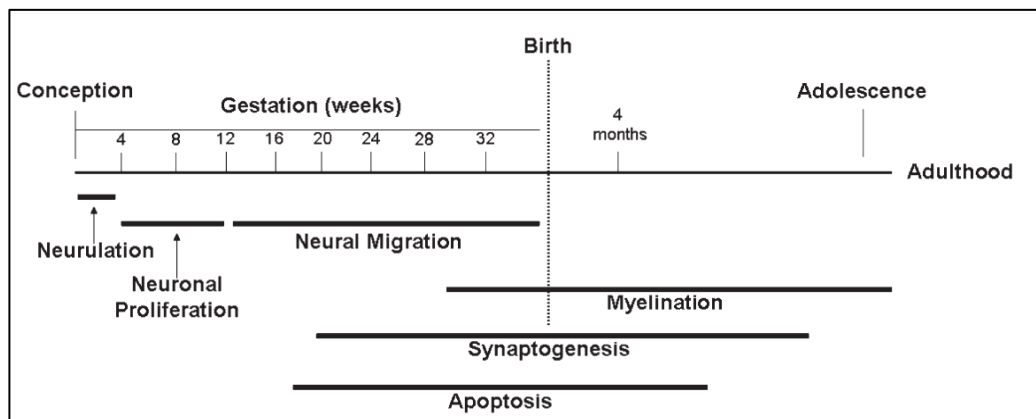 Birth
Conception
Gestation (weeks)
4
months
Adolescence
4 8 12 16 20 24 28 32
Adulthood
Neurulation
Neuronal
Proliferation
Neural Migration
Myelination
Synaptogenesis
Apoptosis